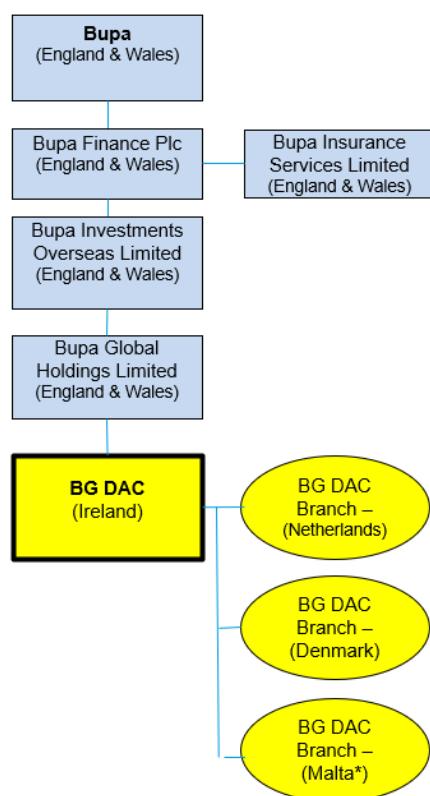 Bupa
(England & Wales)
Bupa Finance Plc
(England & Wales)
Bupa Insurance
Services Limited
(England & Wales)
Bupa Investments
Overseas Limited
(England & Wales)
Bupa Global
Holdings Limited
(England & Wales)
BG DAC
(Ireland)
BG DAC
Branch –
(Netherlands)
BG DAC
Branch –
(Denmark)
BG DAC
Branch –
(Malta*)